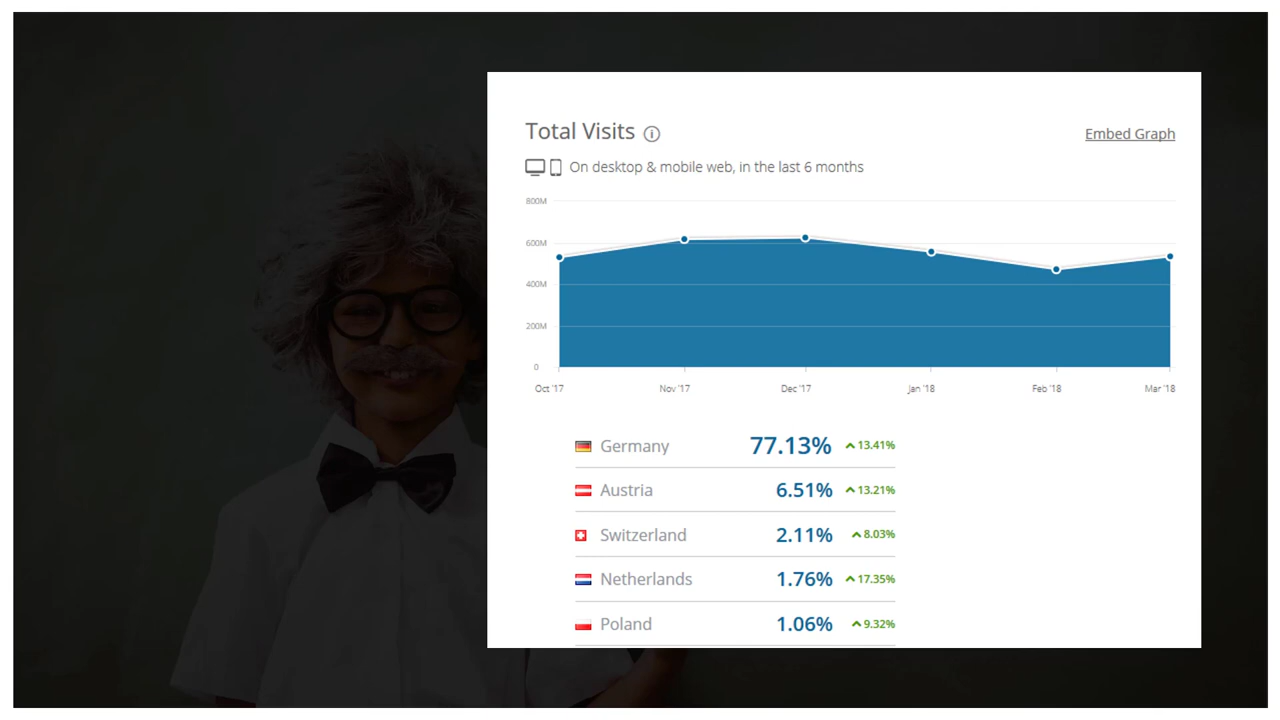 Total Visits
Embed Graph
On desktop & mobile web, in the last 6 months
800M
600M
400M
200M
0
Oct '17 Nov '17 Dec '17 Jan '18 Feb '18 Mar '18
Germany 77.13% 13.41%
Austria 6.51% 13.21%
Switzerland 2.11% 8.03%
Netherlands 1.76% 17.35%
Poland 1.06% 9.32%